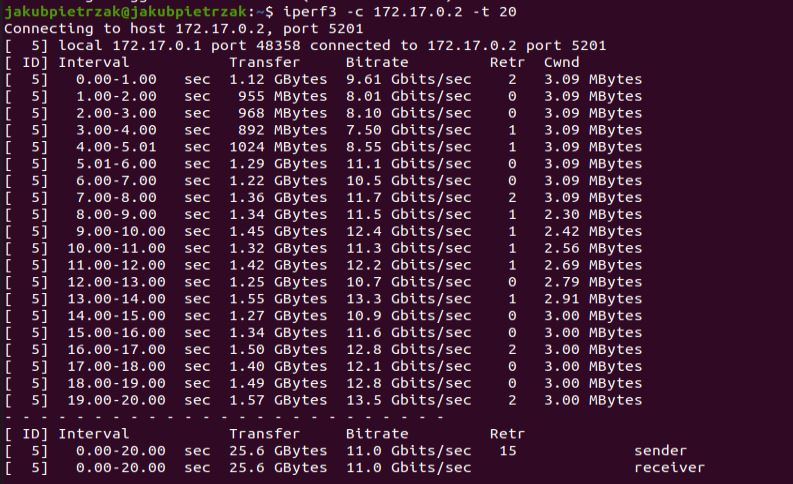 jakubpietrzak@jakubpietrzak:~$ iperf3 -c 172.17.0.2 -t 20
Connecting to host 172.17.0.2, port 5201
[  5] local 172.17.0.1 port 48358 connected to 172.17.0.2 port 5201
[ ID] Interval           Transfer     Bitrate         Retr  Cwnd
[  5]   0.00-1.00   sec  1.12 GBytes  9.61 Gbits/sec    2   3.09 MBytes
[  5]   1.00-2.00   sec   955 MBytes  8.01 Gbits/sec    0   3.09 MBytes
[  5]   2.00-3.00   sec   968 MBytes  8.10 Gbits/sec    0   3.09 MBytes
[  5]   3.00-4.00   sec   892 MBytes  7.50 Gbits/sec    1   3.09 MBytes
[  5]   4.00-5.01   sec  1024 MBytes  8.55 Gbits/sec    1   3.09 MBytes
[  5]   5.01-6.00   sec  1.29 GBytes  11.1 Gbits/sec    0   3.09 MBytes
[  5]   6.00-7.00   sec  1.22 GBytes  10.5 Gbits/sec    0   3.09 MBytes
[  5]   7.00-8.00   sec  1.36 GBytes  11.7 Gbits/sec    2   3.09 MBytes
[  5]   8.00-9.00   sec  1.34 GBytes  11.5 Gbits/sec    1   2.30 MBytes
[  5]   9.00-10.00  sec  1.45 GBytes  12.4 Gbits/sec    1   2.42 MBytes
[  5]  10.00-11.00  sec  1.32 GBytes  11.3 Gbits/sec    1   2.56 MBytes
[  5]  11.00-12.00  sec  1.42 GBytes  12.2 Gbits/sec    1   2.69 MBytes
[  5]  12.00-13.00  sec  1.25 GBytes  10.7 Gbits/sec    0   2.79 MBytes
[  5]  13.00-14.00  sec  1.55 GBytes  13.3 Gbits/sec    1   2.91 MBytes
[  5]  14.00-15.00  sec  1.27 GBytes  10.9 Gbits/sec    0   3.00 MBytes
[  5]  15.00-16.00  sec  1.34 GBytes  11.6 Gbits/sec    0   3.00 MBytes
[  5]  16.00-17.00  sec  1.50 GBytes  12.8 Gbits/sec    2   3.00 MBytes
[  5]  17.00-18.00  sec  1.40 GBytes  12.1 Gbits/sec    0   3.00 MBytes
[  5]  18.00-19.00  sec  1.49 GBytes  12.8 Gbits/sec    0   3.00 MBytes
[  5]  19.00-20.00  sec  1.57 GBytes  13.5 Gbits/sec    2   3.00 MBytes
- - - - - - - - - - - - - - - - - - - - - - - - -
[ ID] Interval           Transfer     Bitrate         Retr
[  5]   0.00-20.00  sec  25.6 GBytes  11.0 Gbits/sec   15             sender
[  5]   0.00-20.00  sec  25.6 GBytes  11.0 Gbits/sec                  receiver